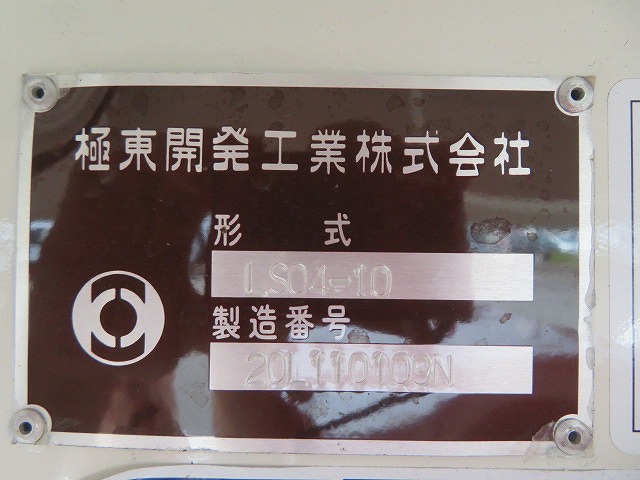 極東開発工業株式会社
形 式
LS04-10
製造番号
20L110109N